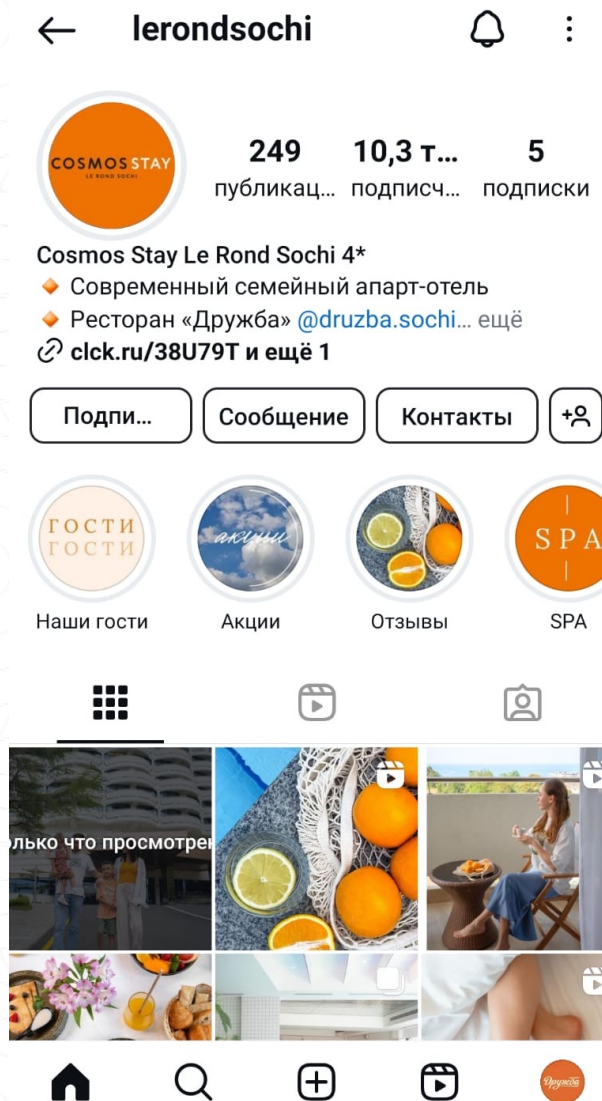 lerondsochi
COSMOS STAY
LE ROND SOCHI
249
10,3 т...
5
публикац...
подписч...
подписки
Cosmos Stay Le Rond Sochi 4*
Современный семейный апарт-отель
Ресторан «Дружба» @druzba.sochi... ещё
clck.ru/38U79T и ещё 1
Подпи...
Сообщение
Контакты
ГОСТИ
ГОСТИ
акции
SPA
Наши гости
Акции
Отзывы
SPA
олько что просмотрен
Дружба